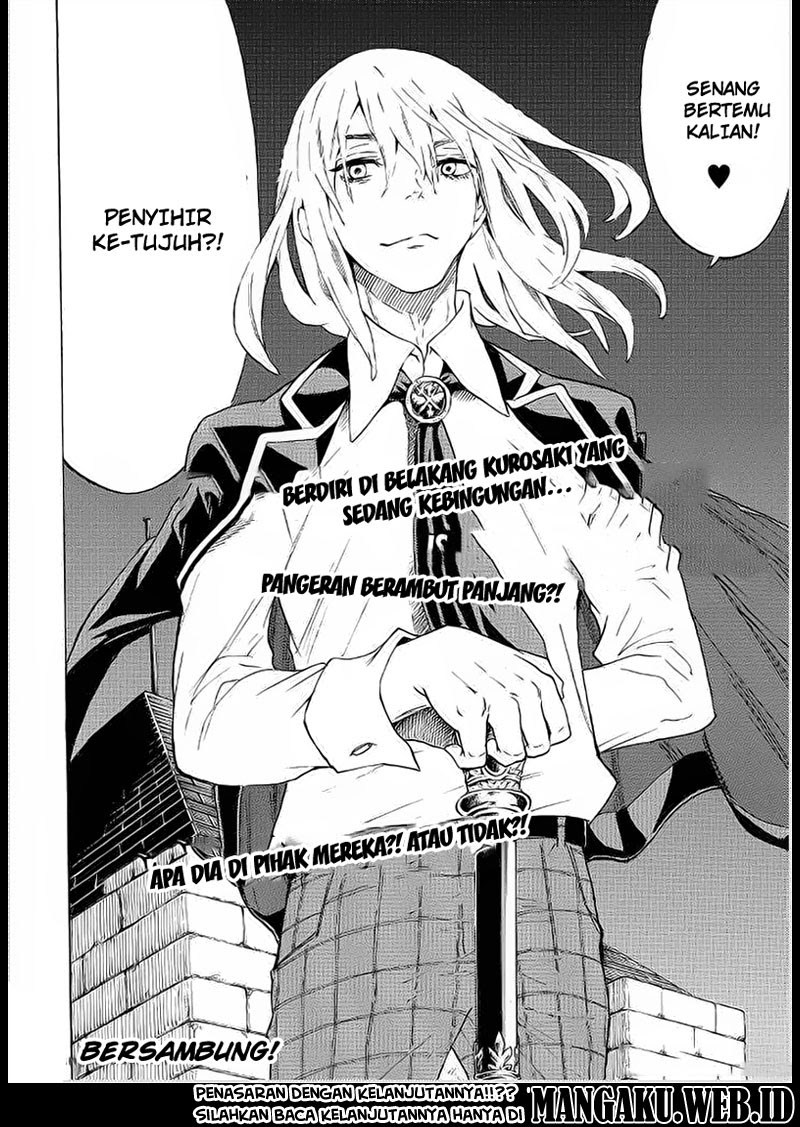 SENANG
BERTEMU
KALIAN!
♥
PENYIHIR
KE-TUJUH?!
BERDIRI DI BELAKANG KUROSAKI YANG
SEDANG KEBINGUNGAN...
IS
PANGERAN BERAMBUT PANJANG?!
APA DIA DI PIHAK MEREKA?! ATAU TIDAK?!
BERSAMBUNG!
PENASARAN DENGAN KELANJUTANNYA!!??
SILAHKAN BACA KELANJUTANNYA HANYA DI MANGAKU.WEB.ID